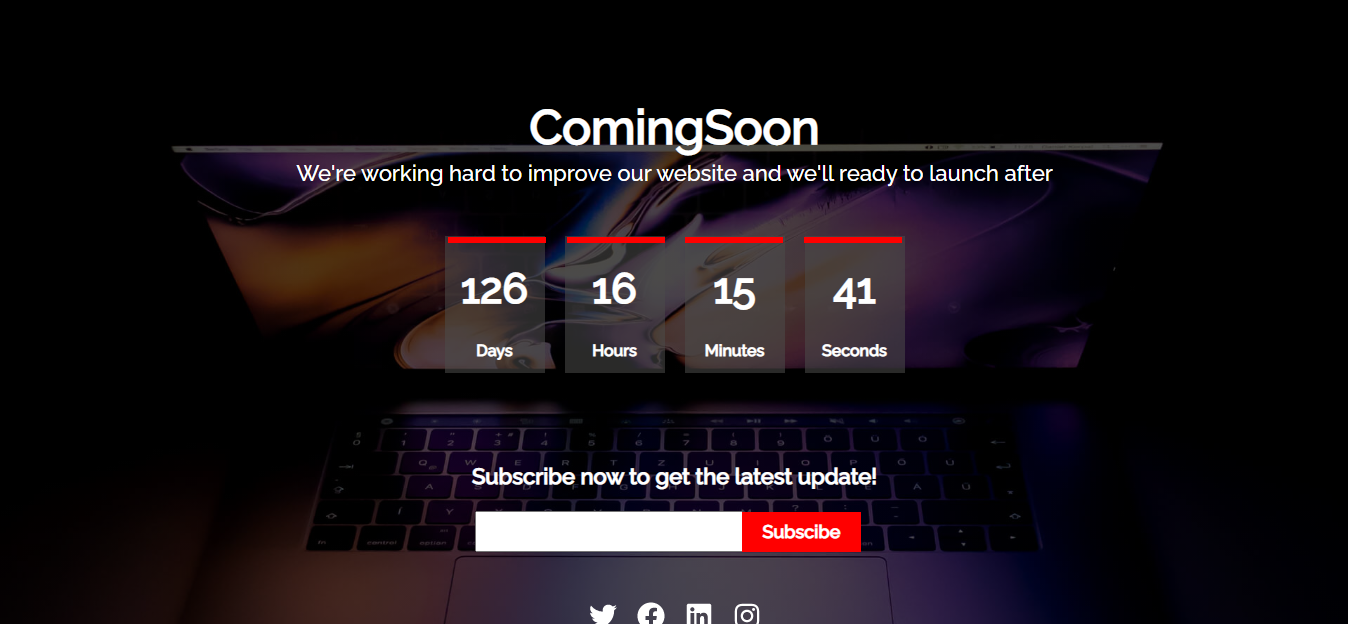 ComingSoon
We're working hard to improve our website and we'll ready to launch after
126 16 15 41
Days Hours Minutes Seconds
Subscribe now to get the latest update!
Subscibe